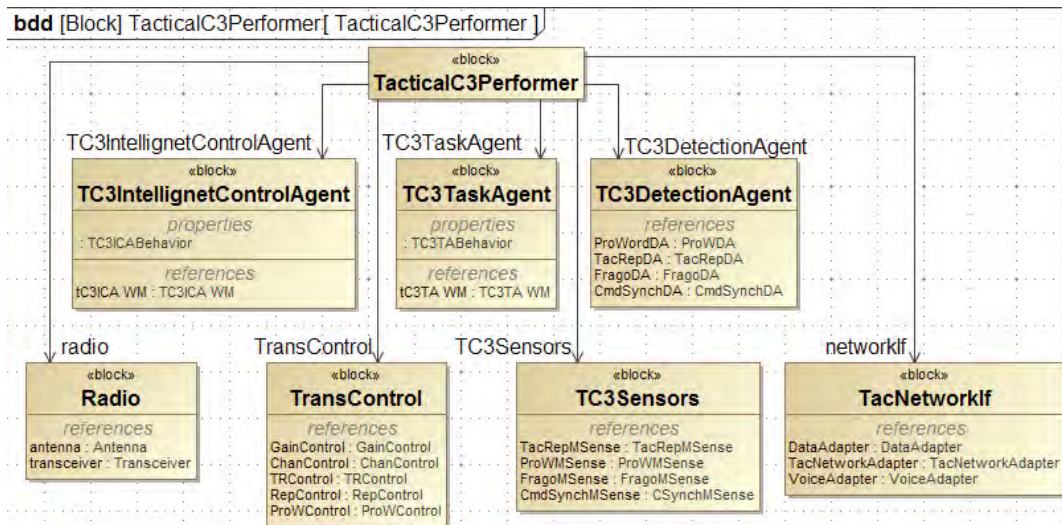 bdd [Block] TacticalC3Performer[ TacticalC3Performer ]
«block»
TacticalC3Performer
TC3IntellignetControlAgent
«block»
TC3IntellignetControlAgent
properties
: TC3ICABehavior
references
tC3ICA WM : TC3ICA WM
TC3TaskAgent
«block»
TC3TaskAgent
properties
: TC3TABehavior
references
tC3TA WM : TC3TA WM
TC3DetectionAgent
«block»
TC3DetectionAgent
references
ProWordDA : ProWDA
TacRepDA : TacRepDA
FragoDA : FragoDA
CmdSynchDA : CmdSynchDA
radio
«block»
Radio
references
antenna : Antenna
transceiver : Transceiver
TransControl
«block»
TransControl
references
GainControl : GainControl
ChanControl : ChanControl
TRControl : TRControl
RepControl : RepControl
ProWControl : ProWControl
TC3Sensors
«block»
TC3Sensors
references
TacRepMSense : TacRepMSense
ProWMSense : ProWMSense
FragoMSense : FragoMSense
CmdSynchMSense : CSynchMSense
networkIf
«block»
TacNetworkIf
references
DataAdapter : DataAdapter
TacNetworkAdapter : TacNetworkAdapter
VoiceAdapter : VoiceAdapter